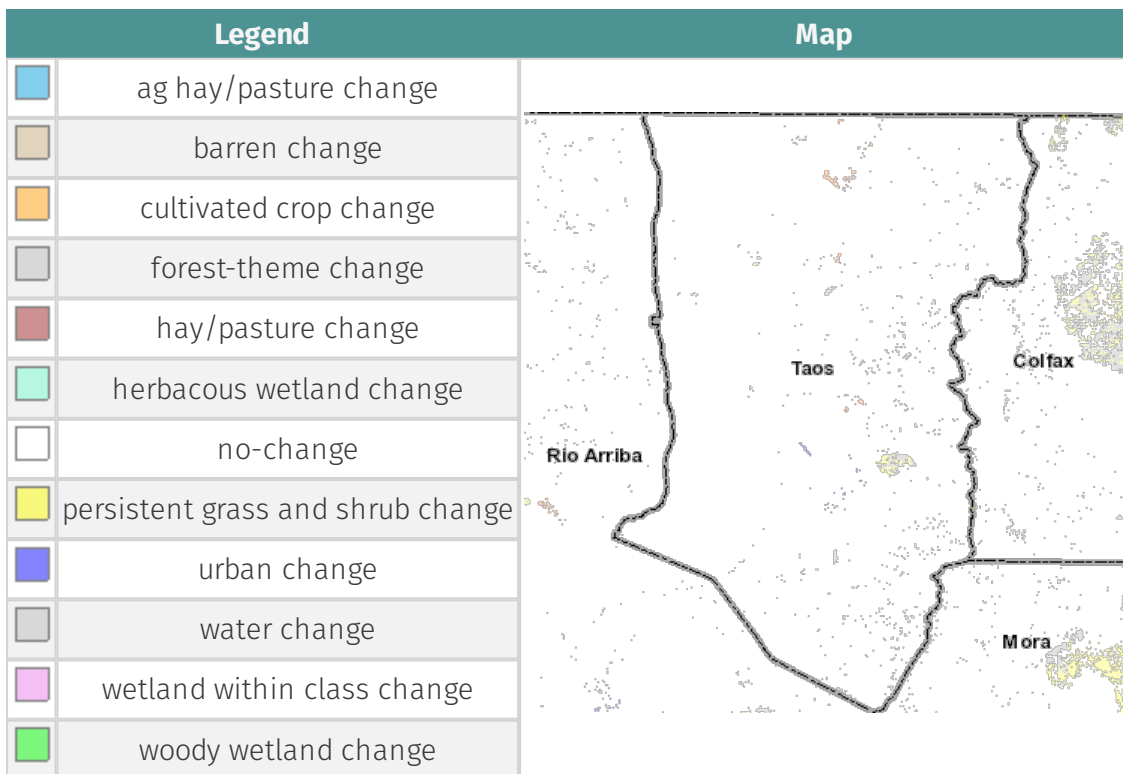 Legend
Map
ag hay/pasture change
barren change
cultivated crop change
forest-theme change
hay/pasture change
herbacous wetland change
no-change
persistent grass and shrub change
urban change
water change
wetland within class change
woody wetland change
Taos
Colfax
Rio Arriba
Mora